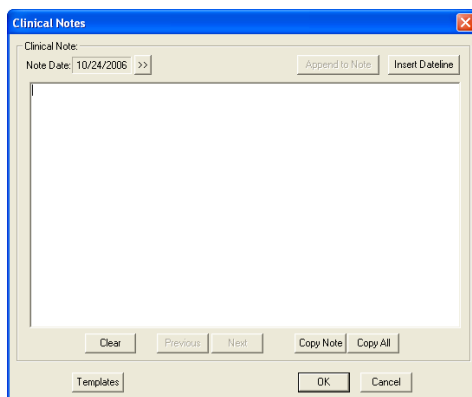 Clinical Notes
Clinical Note:
Note Date: 10/24/2006 >> Append to Note Insert Dateline
Clear Previous Next Copy Note Copy All
Templates OK Cancel